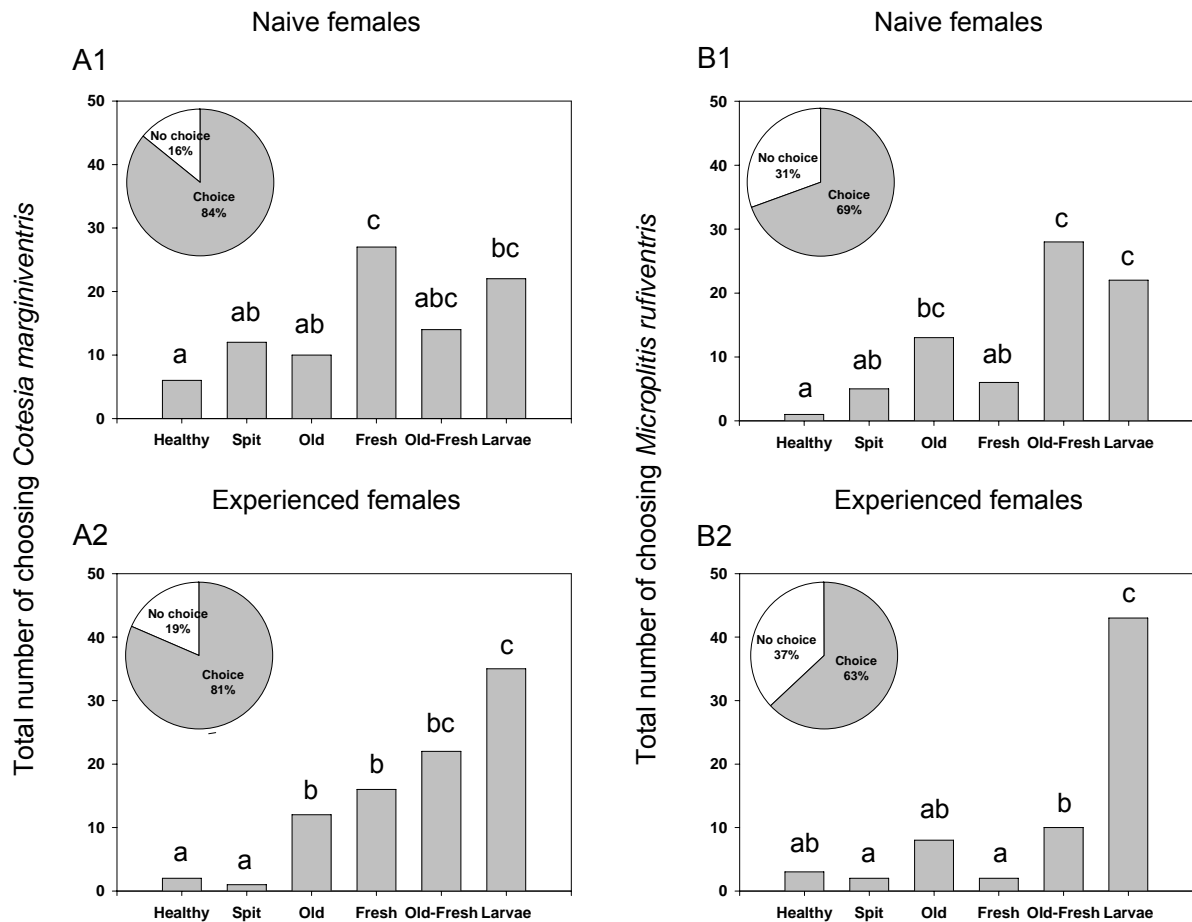 Naive females
A1
Total number of choosing Cotesia marginiventris
50
40
30
20
10
0
No choice
16%
Choice
84%
a
ab
ab
c
abc
bc
Healthy Spit Old Fresh Old-Fresh Larvae
Experienced females
A2
50
40
30
20
10
0
No choice
19%
Choice
81%
a
a
b
b
bc
c
Healthy Spit Old Fresh Old-Fresh Larvae
Naive females
B1
Total number of choosing Microplitis rufiventris
50
40
30
20
10
0
No choice
31%
Choice
69%
a
ab
bc
ab
c
c
Healthy Spit Old Fresh Old-Fresh Larvae
Experienced females
B2
50
40
30
20
10
0
No choice
37%
Choice
63%
ab
a
ab
a
b
c
Healthy Spit Old Fresh Old-Fresh Larvae